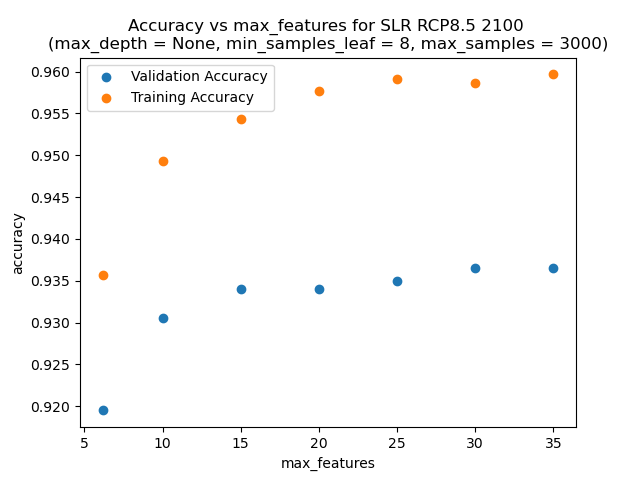 Accuracy vs max_features for SLR RCP8.5 2100
(max_depth = None, min_samples_leaf = 8, max_samples = 3000)
Validation Accuracy
Training Accuracy
accuracy
0.960
0.955
0.950
0.945
0.940
0.935
0.930
0.925
0.920
5 10 15 20 25 30 35
max_features